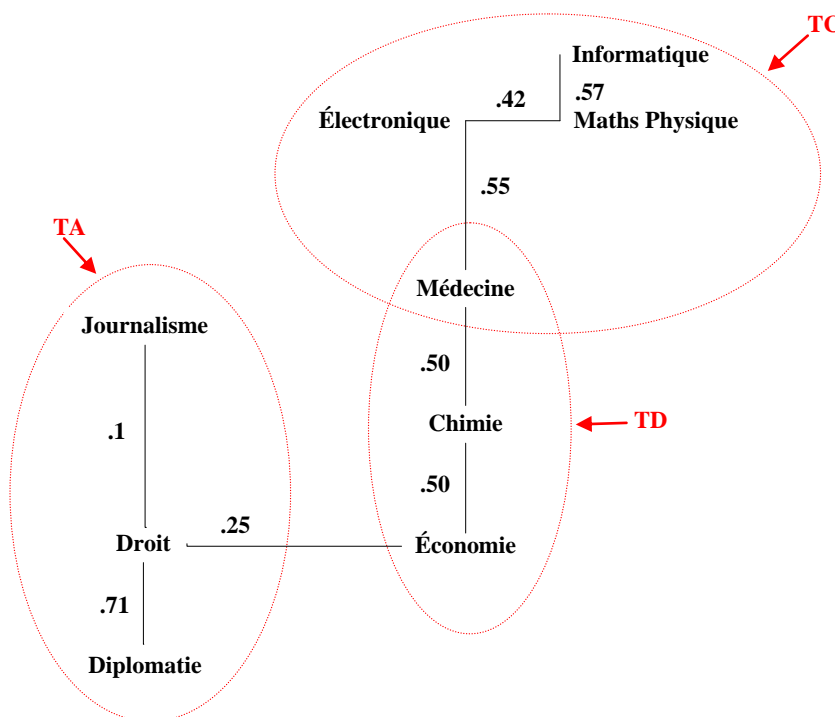 TC
Informatique
.42
.57
Électronique
Maths Physique
.55
TA
Médecine
Journalisme
.50
Chimie
TD
.1
.50
.25
Droit
Économie
.71
Diplomatie